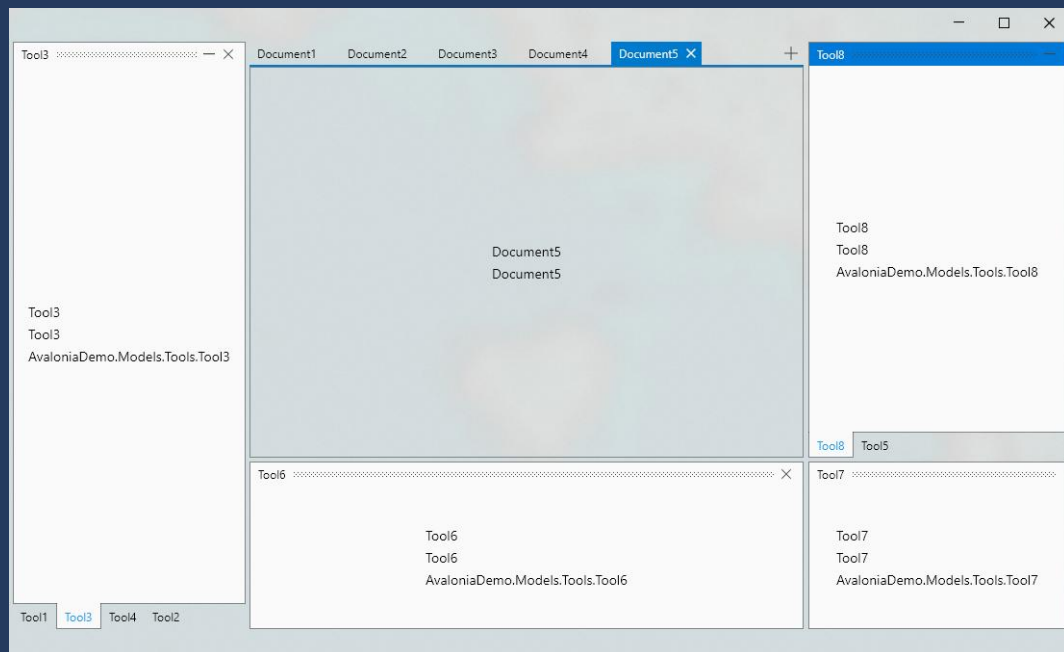 Tool3
Tool3
Tool3
AvaloniaDemo.Models.Tools.Tool3
Tool1 Tool3 Tool4 Tool2
Document1 Document2 Document3 Document4 Document5
Document5
Document5
Tool6
Tool6
Tool6
AvaloniaDemo.Models.Tools.Tool6
Tool8
Tool8
Tool8
AvaloniaDemo.Models.Tools.Tool8
Tool8 Tool5
Tool7
Tool7
Tool7
AvaloniaDemo.Models.Tools.Tool7